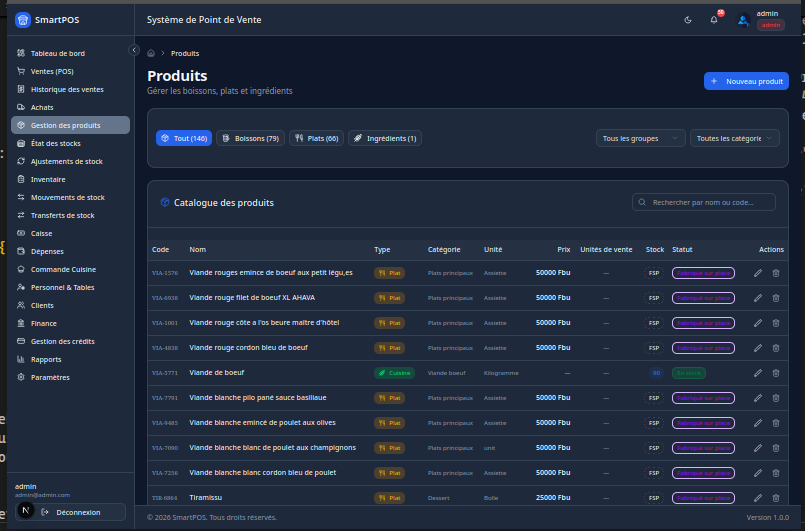 SmartPOS
Système de Point de Vente
admin
admin
Tableau de bord
Ventes (POS)
Historique des ventes
Achats
Gestion des produits
État des stocks
Ajustements de stock
Inventaire
Mouvements de stock
Transferts de stock
Caisse
Dépenses
Commande Cuisine
Personnel & Tables
Clients
Finance
Gestion des crédits
Rapports
Paramètres
admin
admin@admin.com
N
Déconnexion
Produits
Produits
Gérer les boissons, plats et ingrédients
Nouveau produit
Tout (146) Boissons (79) Plats (66) Ingrédients (1)
Tous les groupes Toutes les catégorie
Catalogue des produits
Rechercher par nom ou code...
Code Nom Type Catégorie Unité Prix Unités de vente Stock Statut Actions
VIA-1576 Viande rouges emince de boeuf aux petit légu,es Plat Plats principaux Assiette 50000 Fbu — FSP Fabriqué sur place
VIA-6938 Viande rouge filet de boeuf XL AHAVA Plat Plats principaux Assiette 50000 Fbu — FSP Fabriqué sur place
VIA-1001 Viande rouge côte a l'os beure maître d'hôtel Plat Plats principaux Assiette 50000 Fbu — FSP Fabriqué sur place
VIA-4838 Viande rouge cordon bleu de boeuf Plat Plats principaux Assiette 50000 Fbu — FSP Fabriqué sur place
VIA-3771 Viande de boeuf Cuisine Viande boeuf Kilogramme — — 90 En stock
VIA-7791 Viande blanche pilo pané sauce basillaue Plat Plats principaux Assiette 50000 Fbu — FSP Fabriqué sur place
VIA-9485 Viande blanche emincé de poulet aux olives Plat Plats principaux Assiette 50000 Fbu — FSP Fabriqué sur place
VIA-7090 Viande blanche blanc de poulet aux champignons Plat Plats principaux unit 50000 Fbu — FSP Fabriqué sur place
VIA-7256 Viande blanche blanc cordon bleu de poulet Plat Plats principaux Assiette 50000 Fbu — FSP Fabriqué sur place
TIR-6864 Tiramissu Plat Dessert Bolle 25000 Fbu — FSP Fabriqué sur place
© 2026 SmartPOS. Tous droits réservés.
Version 1.0.0